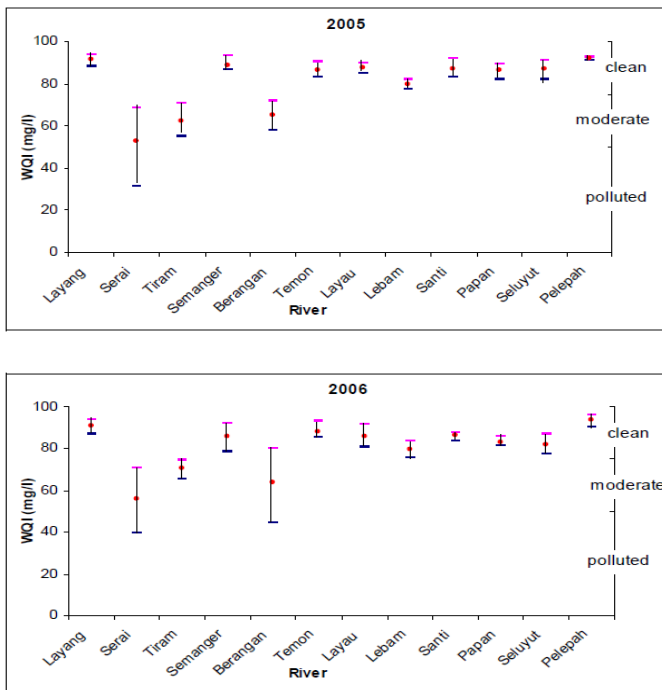 2005
100
80
60
40
20
0
WQI (mg/l)
clean
moderate
polluted
Layang
Serai
Tiram
Semanger
Berangan
Temon
Layau
Lebam
Santi
Papan
Seluyut
Pelepah
River
2006
100
80
60
40
20
0
WQI (mg/l)
clean
moderate
polluted
Layang
Serai
Tiram
Semanger
Berangan
Temon
Layau
Lebam
Santi
Papan
Seluyut
Pelepah
River